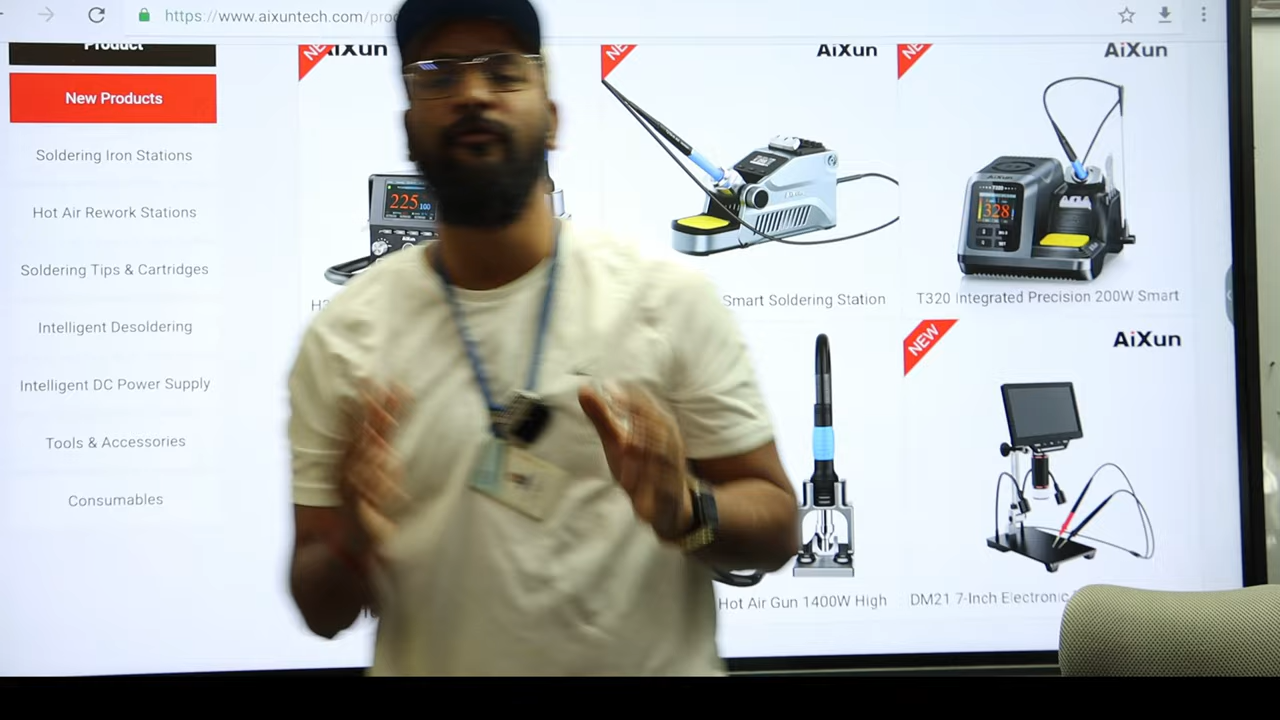 https://www.aixuntech.com/pro
Product
New Products
Soldering Iron Stations
Hot Air Rework Stations
Soldering Tips & Cartridges
Intelligent Desoldering
Intelligent DC Power Supply
Tools & Accessories
Consumables
AiXun
225
AiXun
Smart Soldering Station
AiXun
328
T320 Integrated Precision 200W Smart
Hot Air Gun 1400W High
NEW
AiXun
DM21 7-Inch Electronic